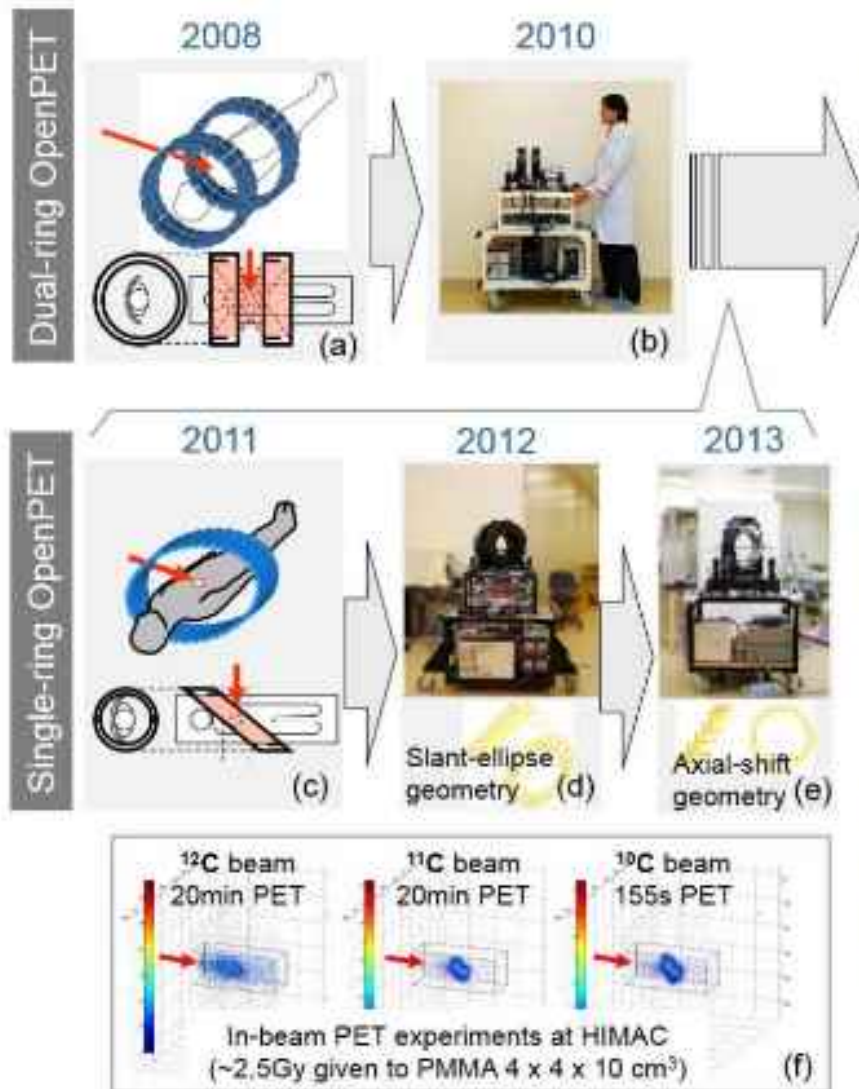 2008
2010
Dual-ring OpenPET
(a)
(b)
2011
2012
2013
Single-ring OpenPET
(c)
Slant-ellipse
geometry
(d)
Axial-shift
geometry
(e)
¹²C beam
20min PET
¹¹C beam
20min PET
¹⁰C beam
155s PET
In-beam PET experiments at HIMAC
(~2.5Gy given to PMMA 4 x 4 x 10 cm³)
(f)